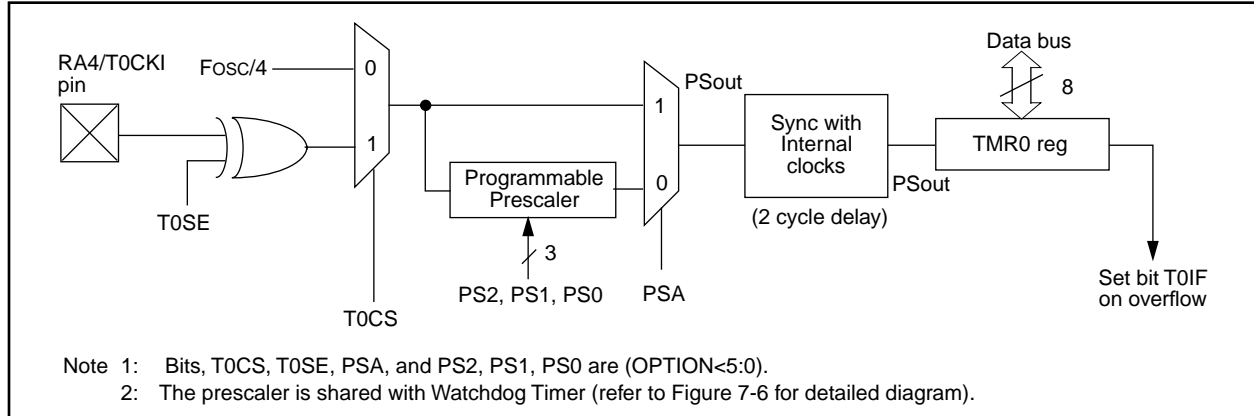 RA4/T0CKI
pin
FOSC/4
0
1
T0SE
T0CS
Programmable
Prescaler
3
PS2, PS1, PS0
1
0
PSA
PSout
Sync with
Internal
clocks
(2 cycle delay)
PSout
Data bus
8
TMR0 reg
Set bit T0IF
on overflow
Note 1: Bits, T0CS, T0SE, PSA, and PS2, PS1, PS0 are (OPTION<5:0).
2: The prescaler is shared with Watchdog Timer (refer to Figure 7-6 for detailed diagram).